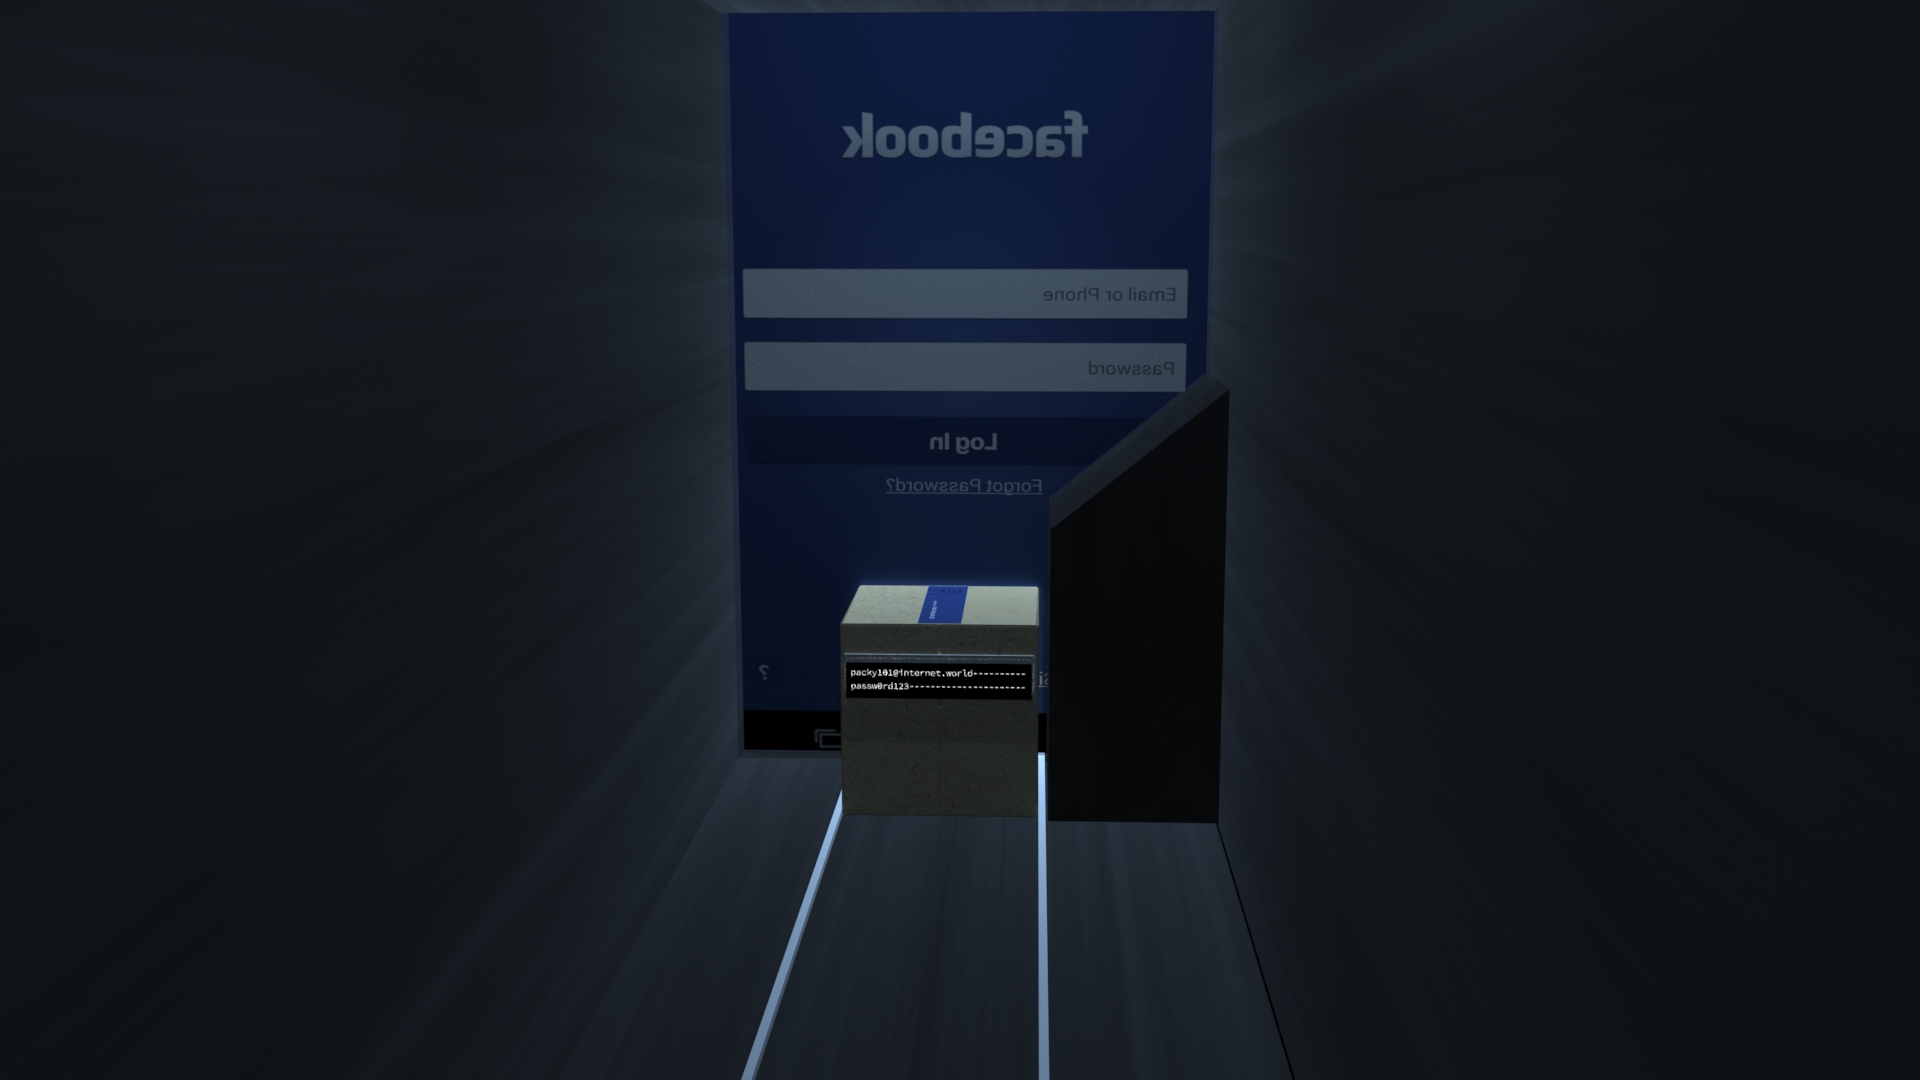 facebook
Email or Phone
Password
Log In
Forgot Password?
?
packy101@internet.world----------
passw0rd123----------------------